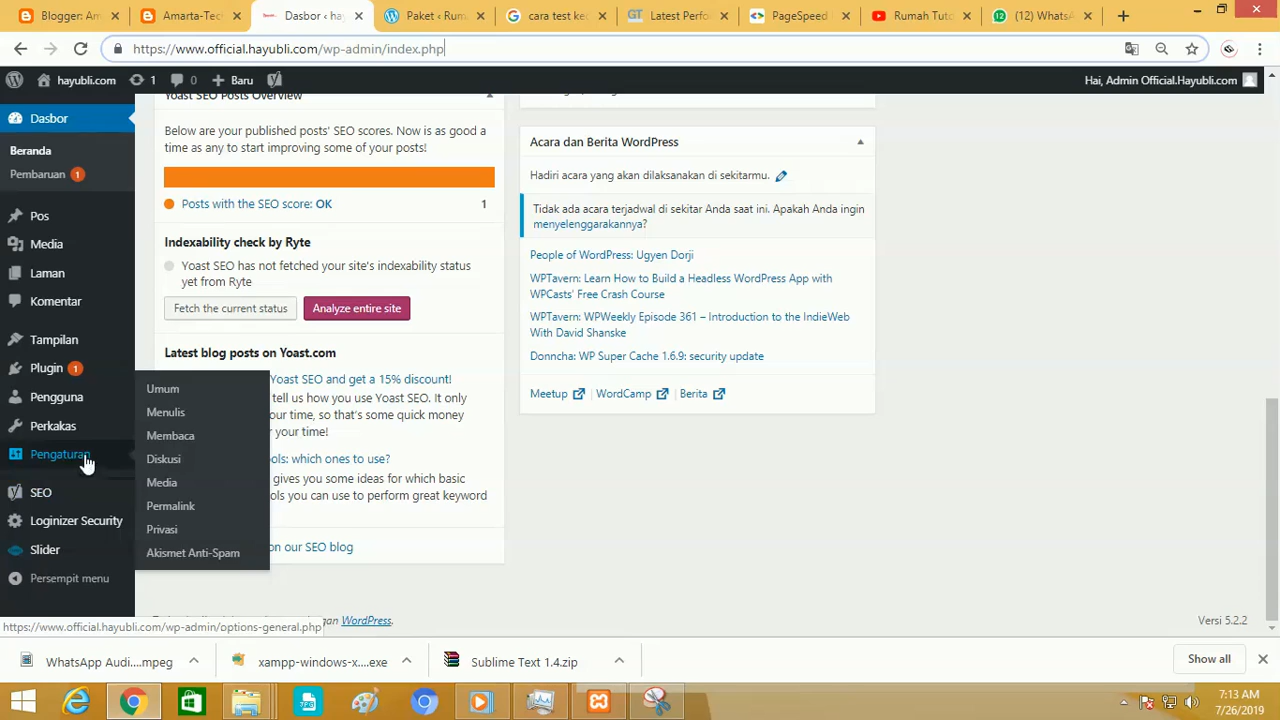 Blogger: Am
Amarta-Tec
Dasbor < ha
Paket ‹ Rum
cara test ke
Latest Perfo
PageSpeed
Rumah Tuto
(12) WhatsA
https://www.official.hayubli.com/wp-admin/index.php
hayubli.com
1
0
Baru
Hai, Admin Official.Hayubli.com
Dasbor
Beranda
Pembaruan 1
Pos
Media
Laman
Komentar
Tampilan
Plugin 1
Pengguna
Perkakas
Pengaturan
SEO
Loginizer Security
Slider
Persempit menu
Umum
Menulis
Membaca
Diskusi
Media
Permalink
Privasi
Akismet Anti-Spam
Yoast SEO Posts Overview
Below are your published posts' SEO scores. Now is as good a
time as any to start improving some of your posts!
Posts with the SEO score: OK 1
Indexability check by Ryte
Yoast SEO has not fetched your site's indexability status
yet from Ryte
Fetch the current status
Analyze entire site
Latest blog posts on Yoast.com
Yoast SEO and get a 15% discount!
tell us how you use Yoast SEO. It only
our time, so that's some quick money
r your time!
ools: which ones to use?
gives you some ideas for which basic
ols you can use to perform great keyword
on our SEO blog
Acara dan Berita WordPress
Hadiri acara yang akan dilaksanakan di sekitarmu.
Tidak ada acara terjadwal di sekitar Anda saat ini. Apakah Anda ingin
menyelenggarakannya?
People of WordPress: Ugyen Dorji
WPTavern: Learn How to Build a Headless WordPress App with
WPCasts' Free Crash Course
WPTavern: WPWeekly Episode 361 – Introduction to the IndieWeb
With David Shanske
Donncha: WP Super Cache 1.6.9: security update
Meetup
WordCamp
Berita
ngan WordPress.
Versi 5.2.2
https://www.official.hayubli.com/wp-admin/options-general.php
WhatsApp Audi....mpeg
xampp-windows-x....exe
Sublime Text 1.4.zip
Show all
7:13 AM
7/26/2019